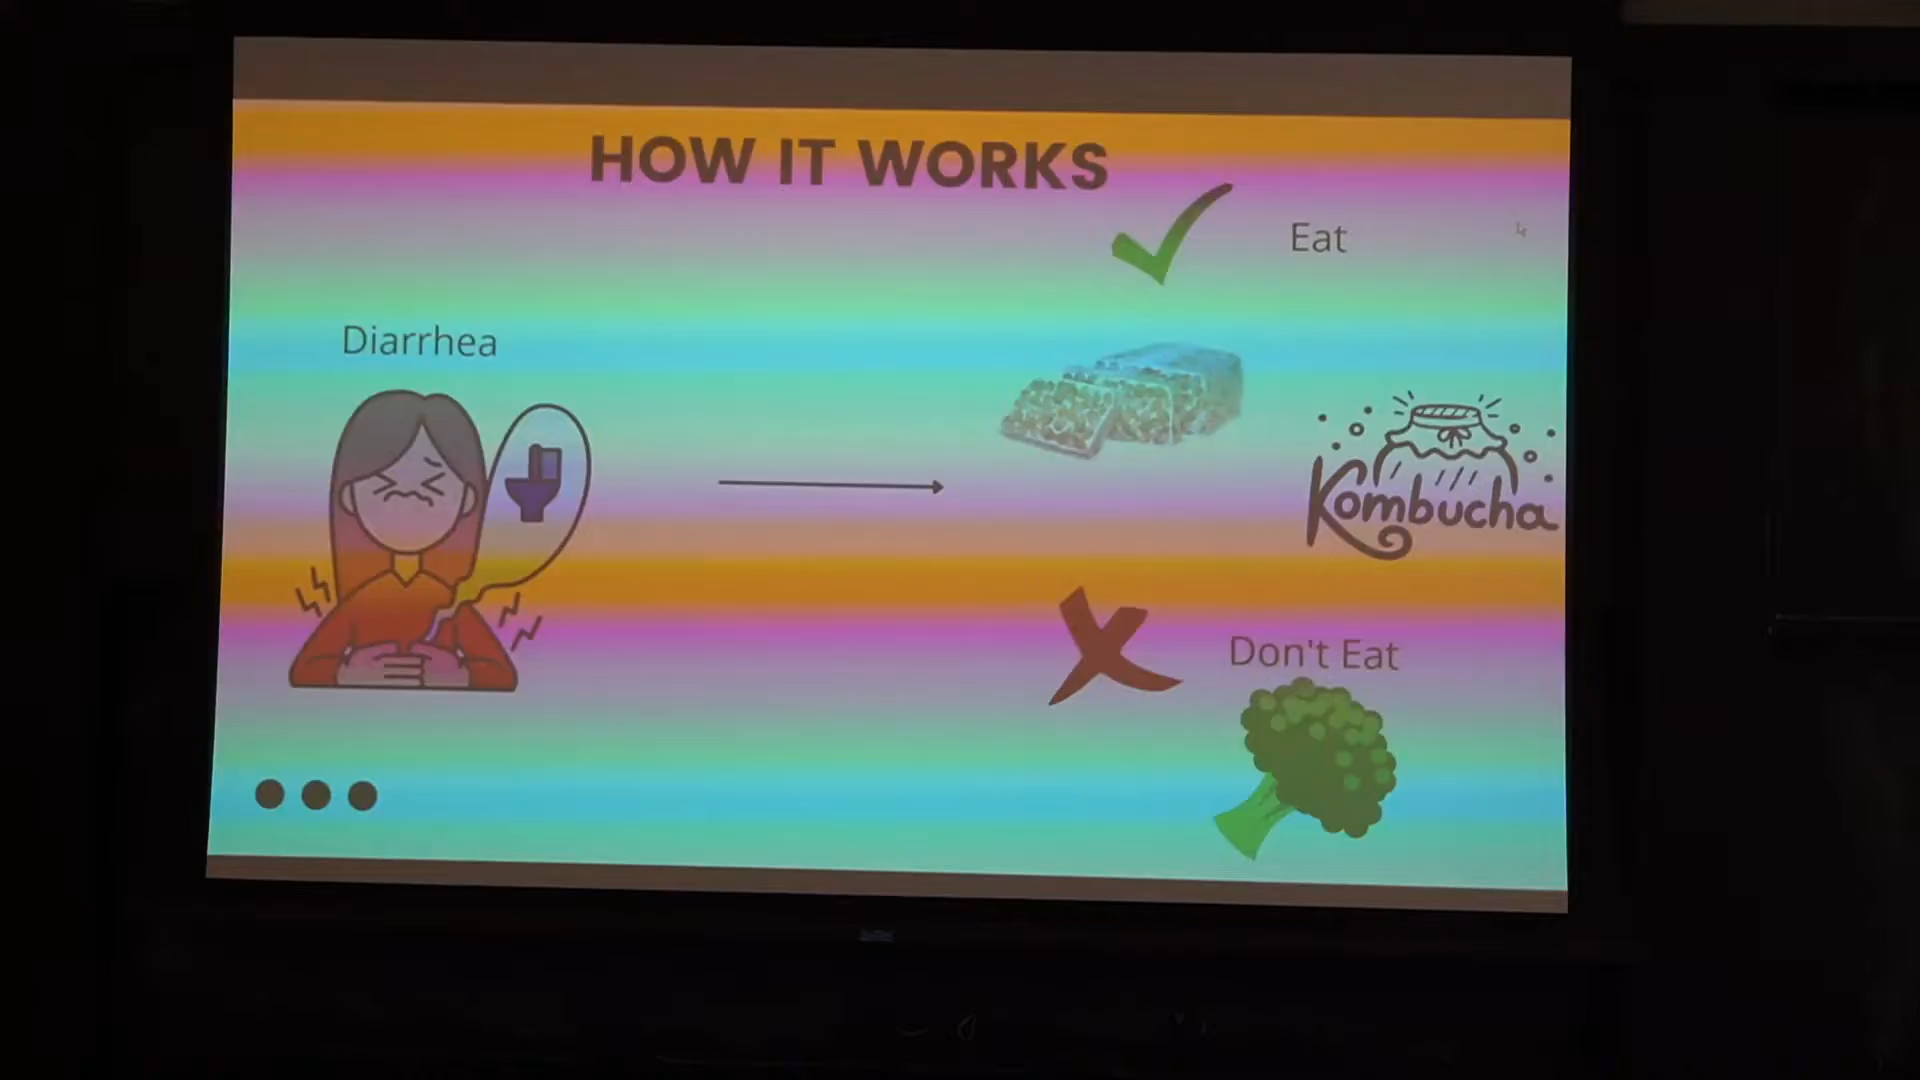 HOW IT WORKS
Eat
Diarrhea
Kombucha
Don't Eat